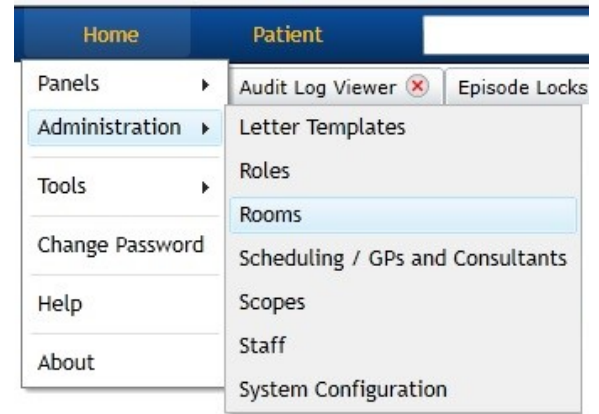 Home Patient
Panels
Audit Log Viewer Episode Locks
Administration
Letter Templates
Roles
Tools
Rooms
Change Password
Scheduling / GPs and Consultants
Help
Scopes
Staff
About
System Configuration